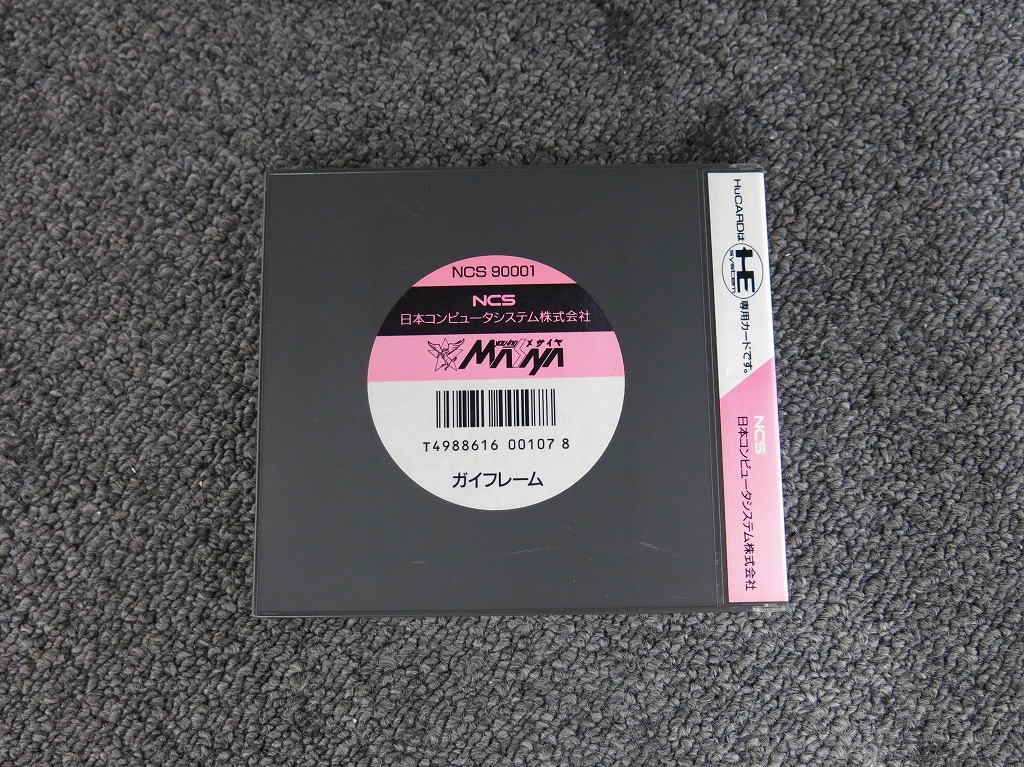 NCS 90001
NCS
日本コンピュータシステム株式会社
メサイヤ
MASAYA
T4988616 00107 8
ガイフレーム
HuCARDは
HE
system
専用カードです。
NCS
日本コンピュータシステム株式会社